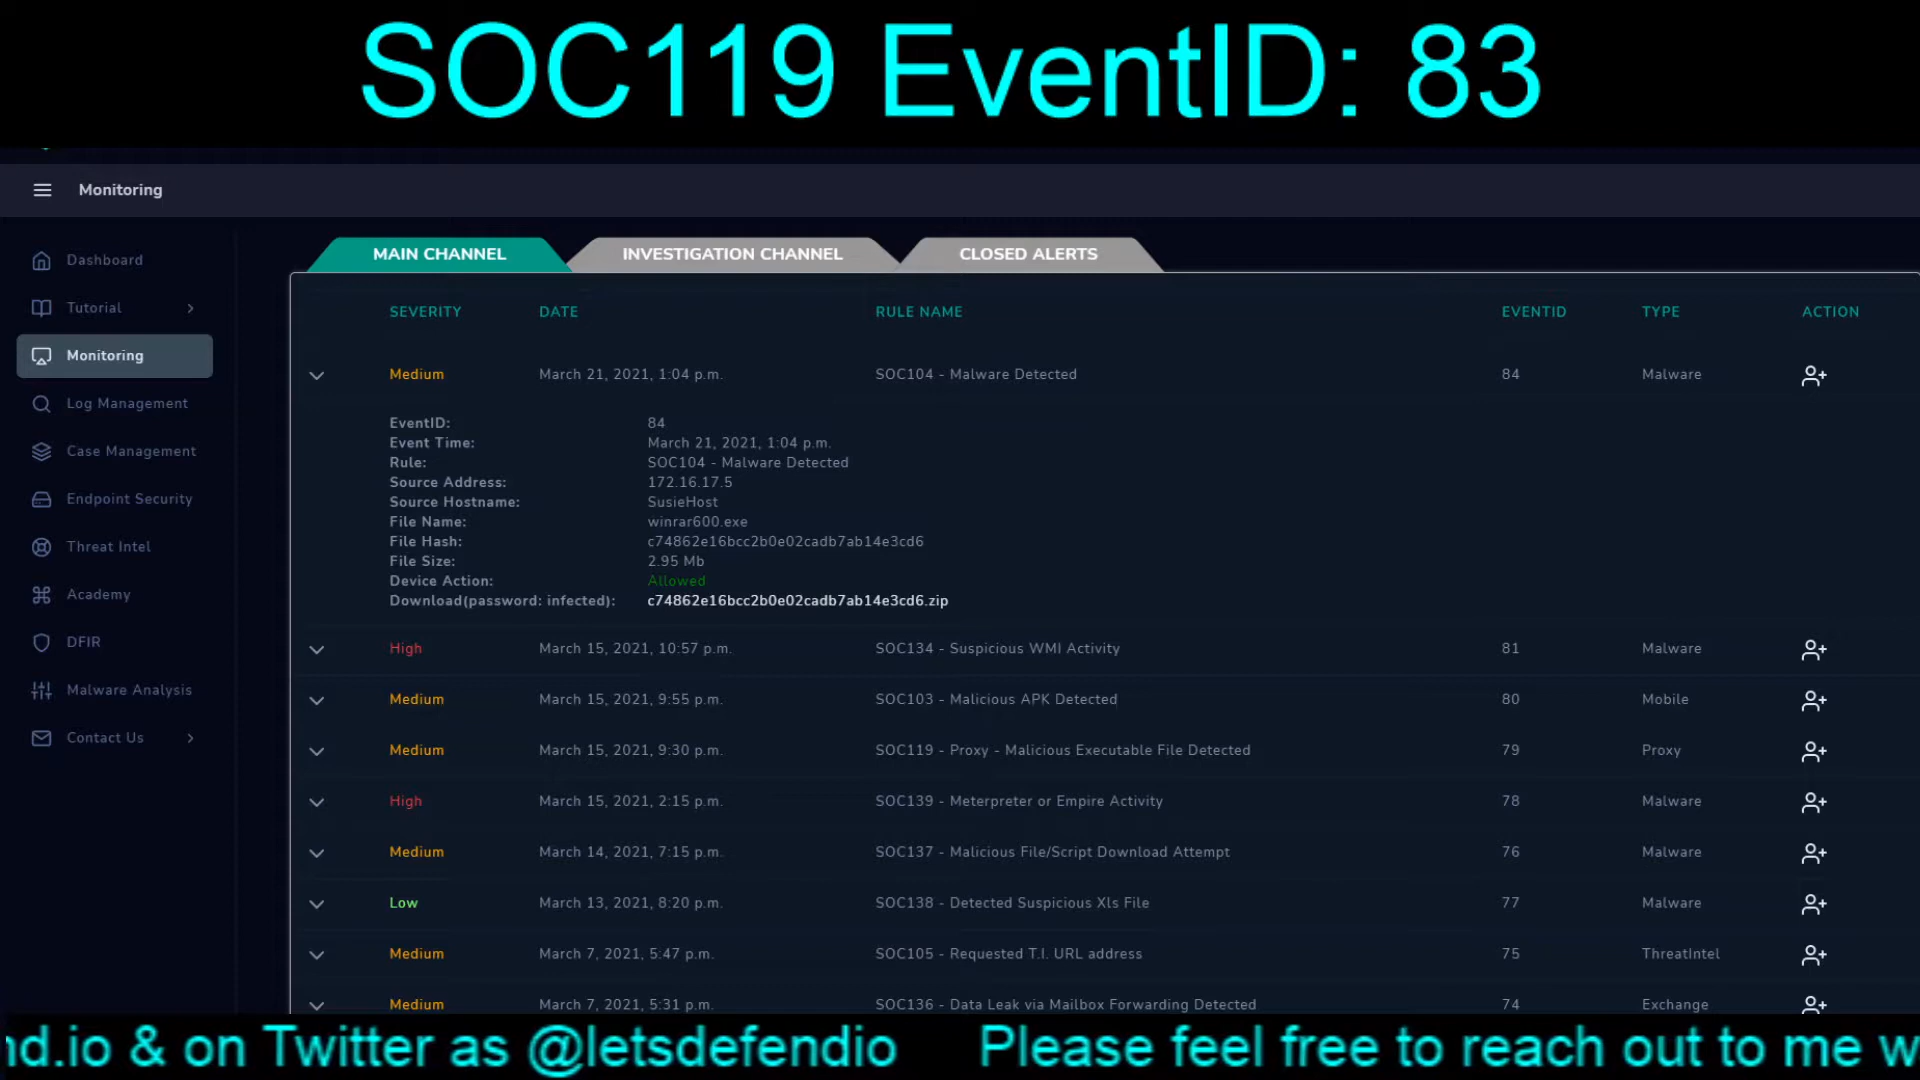 SOC119 EventID: 83
Monitoring
Dashboard
Tutorial
Monitoring
Log Management
Case Management
Endpoint Security
Threat Intel
Academy
DFIR
Malware Analysis
Contact Us
MAIN CHANNEL INVESTIGATION CHANNEL CLOSED ALERTS
SEVERITY DATE RULE NAME EVENTID TYPE ACTION
Medium March 21, 2021, 1:04 p.m. SOC104 - Malware Detected 84 Malware
EventID: 84
Event Time: March 21, 2021, 1:04 p.m.
Rule: SOC104 - Malware Detected
Source Address: 172.16.17.5
Source Hostname: SusieHost
File Name: winrar600.exe
File Hash: c74862e16bcc2b0e02cadb7ab14e3cd6
File Size: 2.95 Mb
Device Action: Allowed
Download(password: infected): c74862e16bcc2b0e02cadb7ab14e3cd6.zip
High March 15, 2021, 10:57 p.m. SOC134 - Suspicious WMI Activity 81 Malware
Medium March 15, 2021, 9:55 p.m. SOC103 - Malicious APK Detected 80 Mobile
Medium March 15, 2021, 9:30 p.m. SOC119 - Proxy - Malicious Executable File Detected 79 Proxy
High March 15, 2021, 2:15 p.m. SOC139 - Meterpreter or Empire Activity 78 Malware
Medium March 14, 2021, 7:15 p.m. SOC137 - Malicious File/Script Download Attempt 76 Malware
Low March 13, 2021, 8:20 p.m. SOC138 - Detected Suspicious Xls File 77 Malware
Medium March 7, 2021, 5:47 p.m. SOC105 - Requested T.I. URL address 75 ThreatIntel
Medium March 7, 2021, 5:31 p.m. SOC136 - Data Leak via Mailbox Forwarding Detected 74 Exchange
nd.io & on Twitter as @letsdefendio Please feel free to reach out to me w